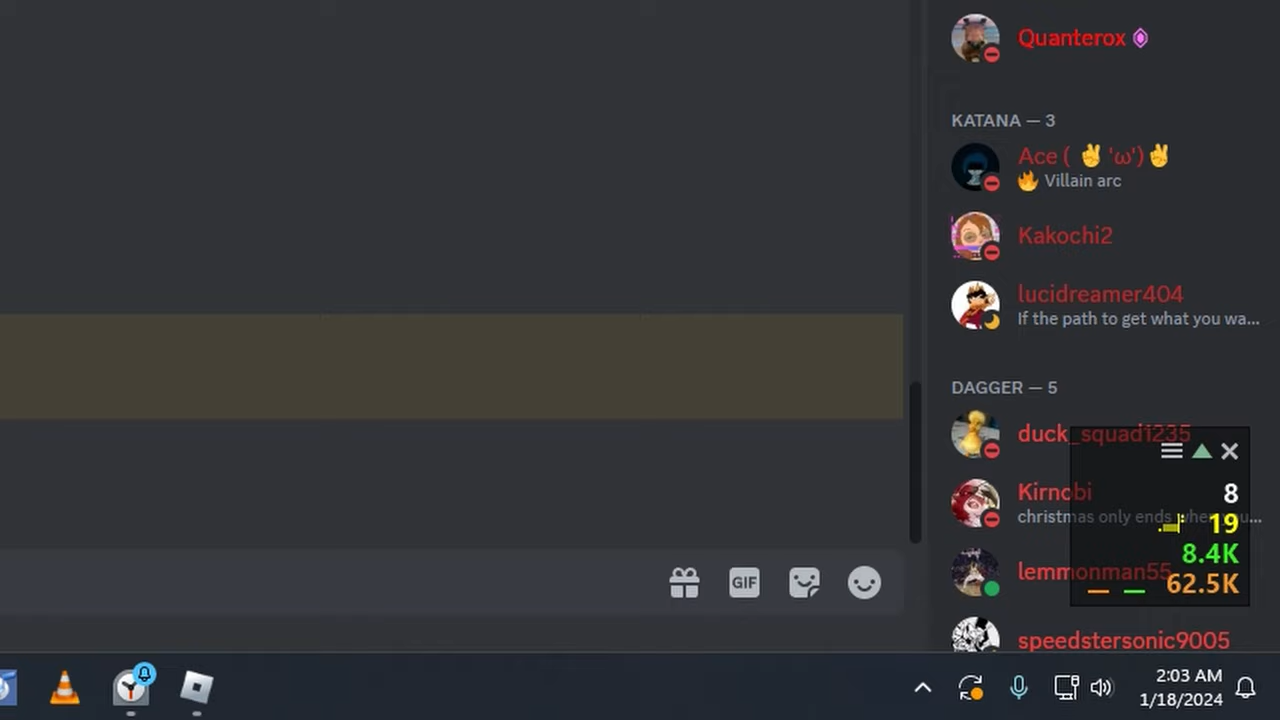 Quanterox
KATANA — 3
Ace ( ✌️ 'ω')✌️
🔥 Villain arc
Kakochi2
lucidreamer404
If the path to get what you wa...
DAGGER — 5
duck_squad1235
Kirnobi
christmas only ends when you...
lemmonman55
speedstersonic9005
8
19
8.4K
62.5K
GIF
2:03 AM
1/18/2024